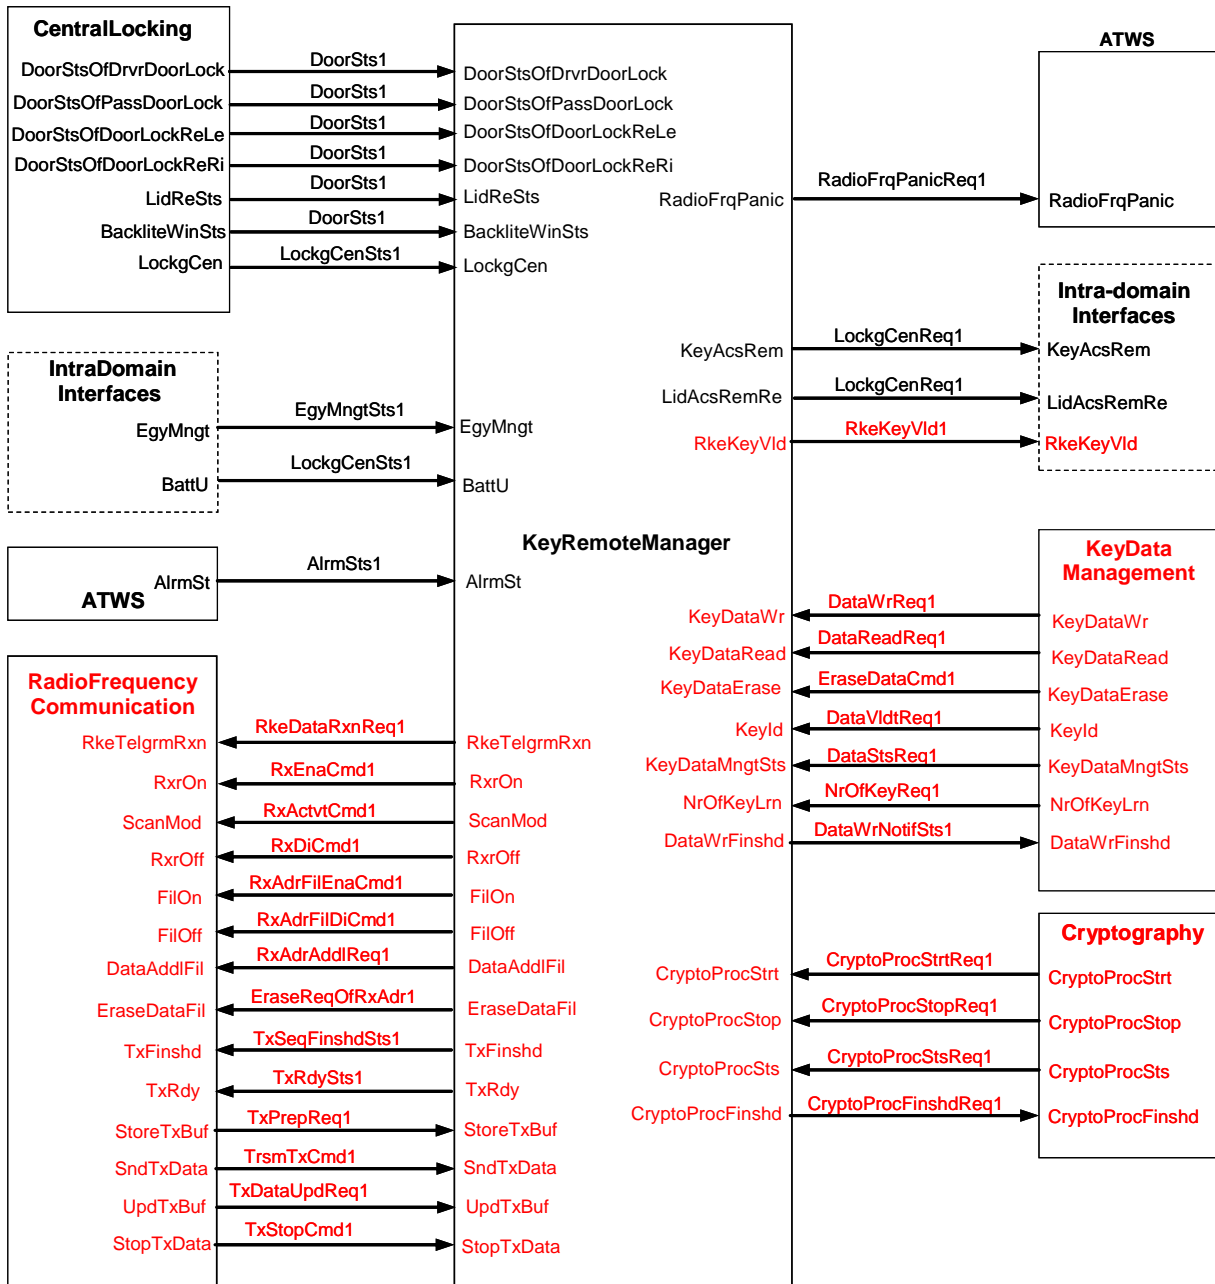 CentralLocking
DoorStsOfDrvrDoorLock
DoorStsOfPassDoorLock
DoorStsOfDoorLockReLe
DoorStsOfDoorLockReRi
LidReSts
BackliteWinSts
LockgCen
DoorSts1
DoorSts1
DoorSts1
DoorSts1
DoorSts1
DoorSts1
LockgCenSts1
IntraDomain
Interfaces
EgyMngt
BattU
EgyMngtSts1
LockgCenSts1
AlrmSt
ATWS
AlrmSts1
RadioFrequency
Communication
RkeTelgrmRxn
RxrOn
ScanMod
RxrOff
FilOn
FilOff
DataAddlFil
EraseDataFil
TxFinshd
TxRdy
StoreTxBuf
SndTxData
UpdTxBuf
StopTxData
RkeDataRxnReq1
RxEnaCmd1
RxActvtCmd1
RxDiCmd1
RxAdrFilEnaCmd1
RxAdrFilDiCmd1
RxAdrAddlReq1
EraseReqOfRxAdr1
TxSeqFinshdSts1
TxRdySts1
TxPrepReq1
TrsmTxCmd1
TxDataUpdReq1
TxStopCmd1
DoorStsOfDrvrDoorLock
DoorStsOfPassDoorLock
DoorStsOfDoorLockReLe
DoorStsOfDoorLockReRi
LidReSts
BackliteWinSts
LockgCen
EgyMngt
BattU
KeyRemoteManager
AlrmSt
RkeTelgrmRxn
RxrOn
ScanMod
RxrOff
FilOn
FilOff
DataAddlFil
EraseDataFil
TxFinshd
TxRdy
StoreTxBuf
SndTxData
UpdTxBuf
StopTxData
RadioFrqPanic
KeyAcsRem
LidAcsRemRe
RkeKeyVld
KeyDataWr
KeyDataRead
KeyDataErase
KeyId
KeyDataMngtSts
NrOfKeyLrn
DataWrFinshd
CryptoProcStrt
CryptoProcStop
CryptoProcSts
CryptoProcFinshd
RadioFrqPanicReq1
LockgCenReq1
LockgCenReq1
RkeKeyVld1
DataWrReq1
DataReadReq1
EraseDataCmd1
DataVldtReq1
DataStsReq1
NrOfKeyReq1
DataWrNotifSts1
CryptoProcStrtReq1
CryptoProcStopReq1
CryptoProcStsReq1
CryptoProcFinshdReq1
ATWS
RadioFrqPanic
Intra-domain
Interfaces
KeyAcsRem
LidAcsRemRe
RkeKeyVld
KeyData
Management
KeyDataWr
KeyDataRead
KeyDataErase
KeyId
KeyDataMngtSts
NrOfKeyLrn
DataWrFinshd
Cryptography
CryptoProcStrt
CryptoProcStop
CryptoProcSts
CryptoProcFinshd